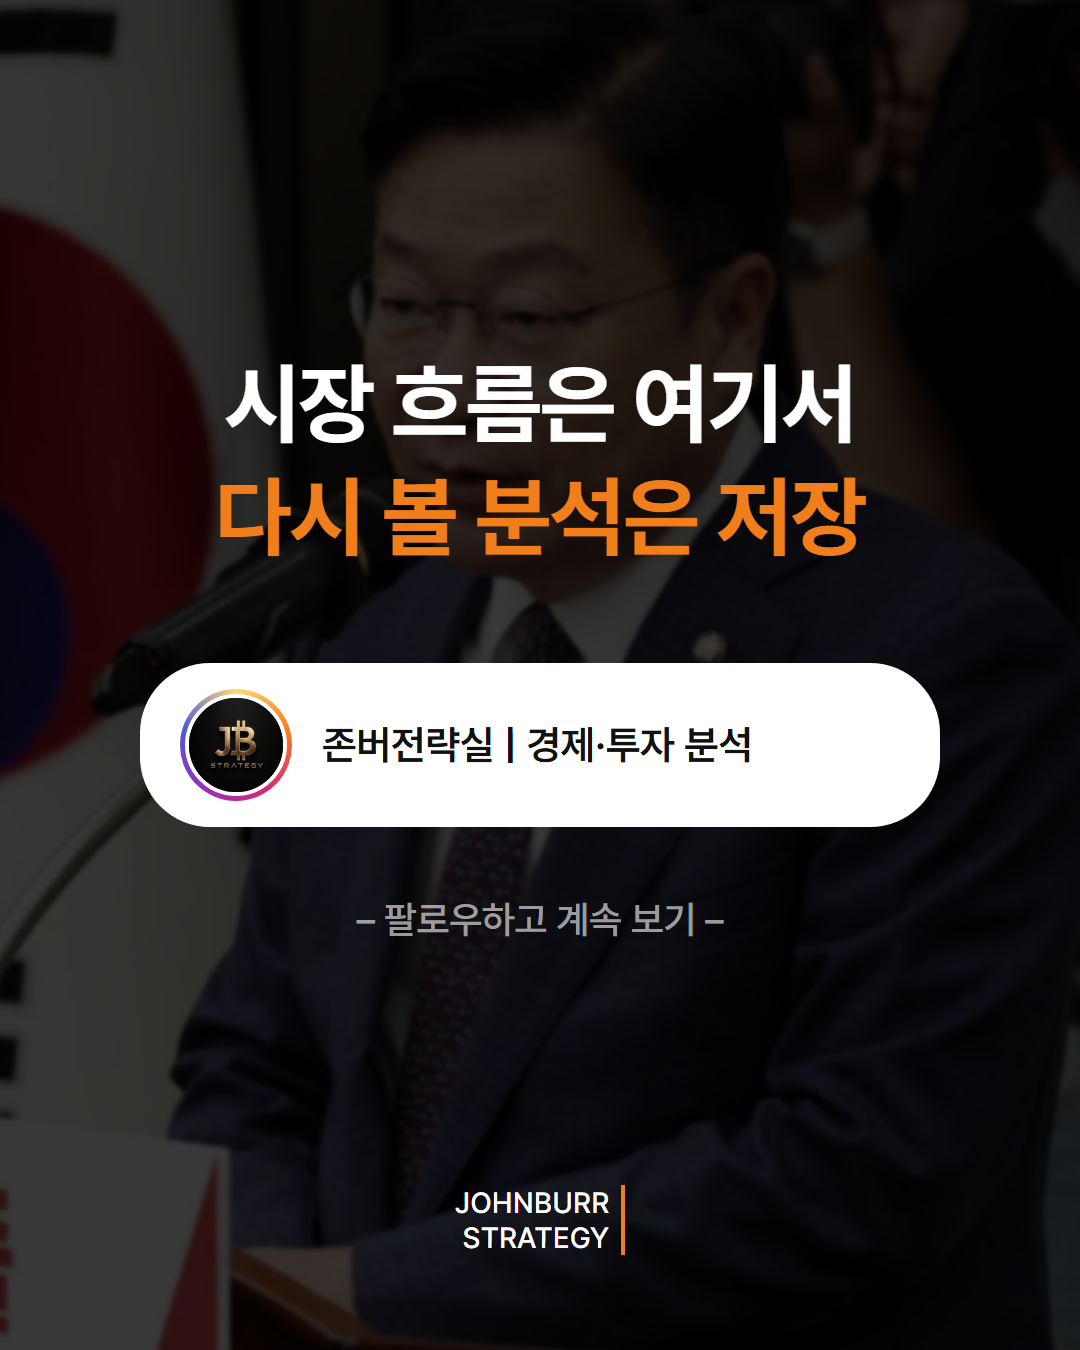 시장 흐름은 여기서
다시 볼 분석은 저장
JB
STRATEGY
존버전략실 | 경제·투자 분석
– 팔로우하고 계속 보기 –
JOHNBURR
STRATEGY